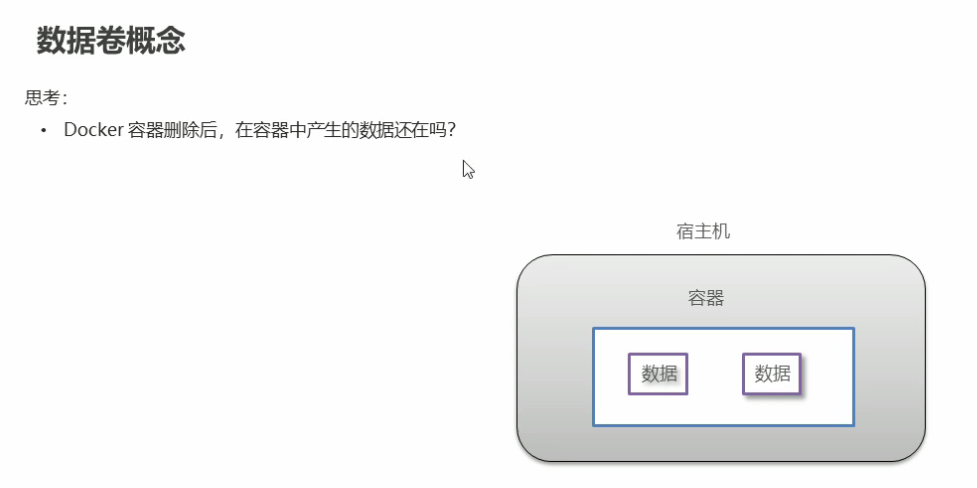 数据卷概念
思考：
• Docker 容器删除后，在容器中产生的数据还在吗？
宿主机
容器
数据 数据